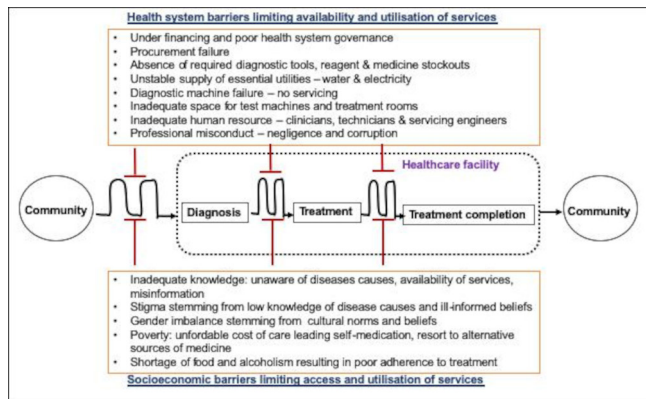 Health system barriers limiting availability and utilisation of services
• Under financing and poor health system governance
• Procurement failure
• Absence of required diagnostic tools, reagent & medicine stockouts
• Unstable supply of essential utilities – water & electricity
• Diagnostic machine failure – no servicing
• Inadequate space for test machines and treatment rooms
• Inadequate human resource – clinicians, technicians & servicing engineers
• Professional misconduct – negligence and corruption
Healthcare facility
Community
Diagnosis
Treatment
Treatment completion
Community
• Inadequate knowledge: unaware of diseases causes, availability of services,
misinformation
• Stigma stemming from low knowledge of disease causes and ill-informed beliefs
• Gender imbalance stemming from cultural norms and beliefs
• Poverty: unfordable cost of care leading self-medication, resort to alternative
sources of medicine
• Shortage of food and alcoholism resulting in poor adherence to treatment
Socioeconomic barriers limiting access and utilisation of services